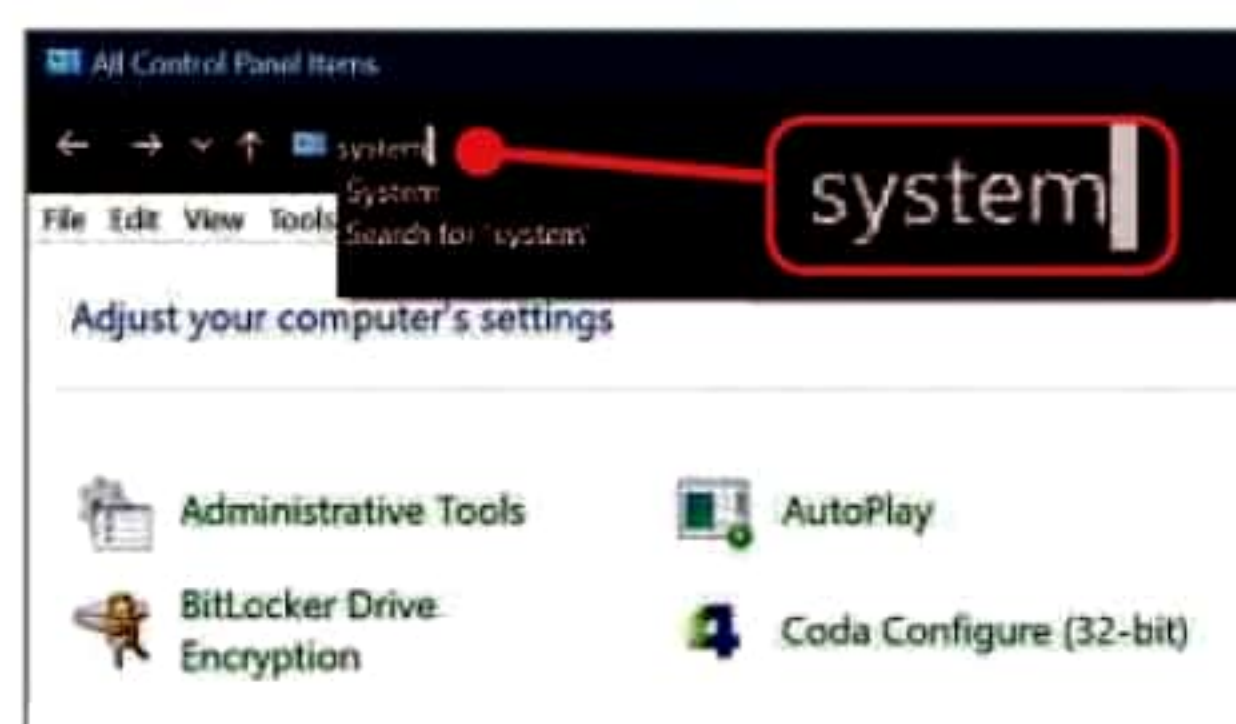 All Control Panel Items
system
System
Search for 'system'
system
File Edit View Tools
Adjust your computer's settings
Administrative Tools
AutoPlay
BitLocker Drive
Encryption
Coda Configure (32-bit)